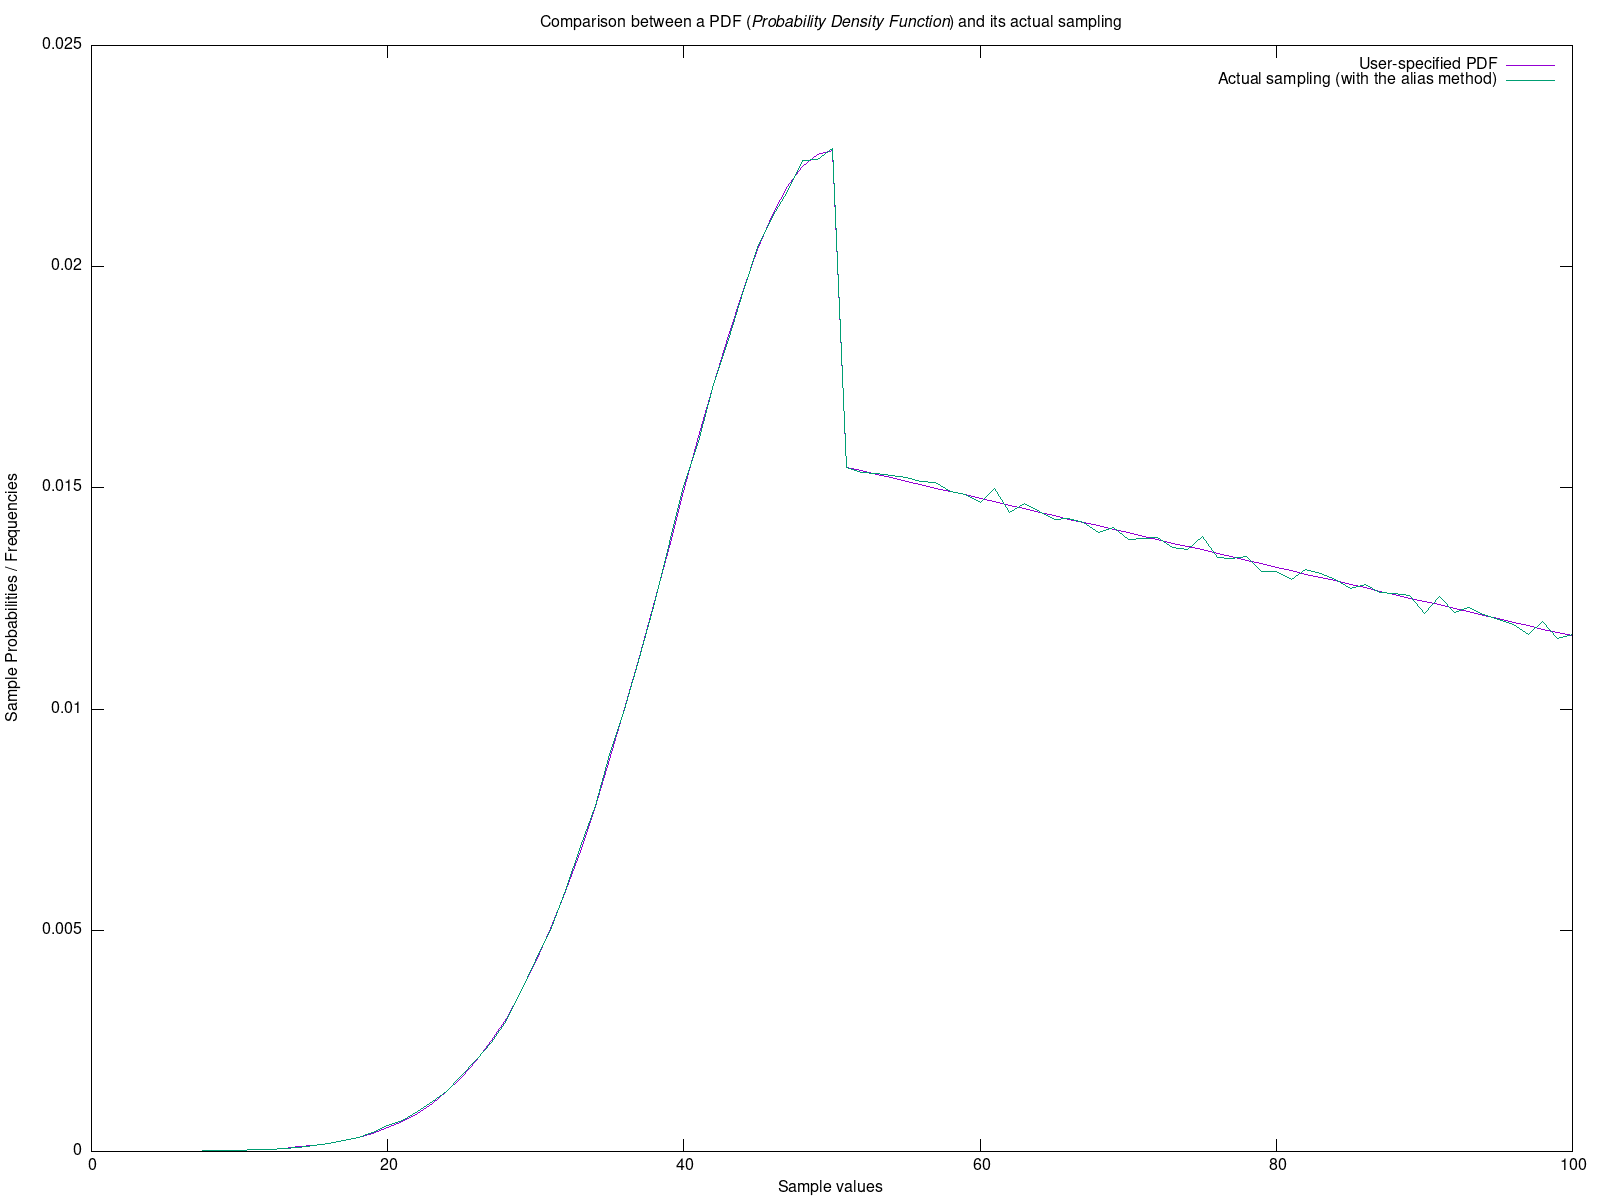 Comparison between a PDF (Probability Density Function) and its actual sampling
User-specified PDF
Actual sampling (with the alias method)
0.025
0.02
0.015
0.01
0.005
0
Sample Probabilities / Frequencies
0 20 40 60 80 100
Sample values